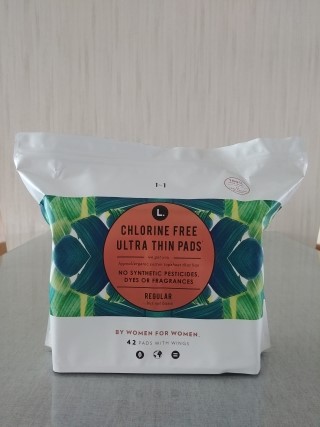 L.
CHLORINE FREE
ULTRA THIN PADS
NO SYNTHETIC PESTICIDES,
DYES OR FRAGRANCES
REGULAR
BY WOMEN FOR WOMEN.
42 PADS WITH WINGS